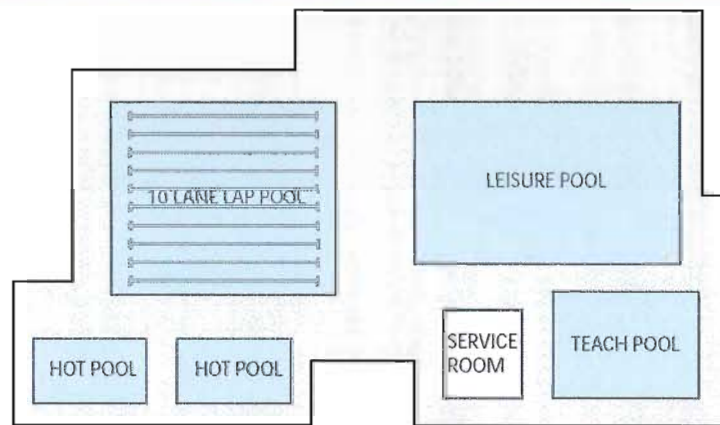 10 LANE LAP POOL
LEISURE POOL
HOT POOL
HOT POOL
SERVICE
ROOM
TEACH POOL